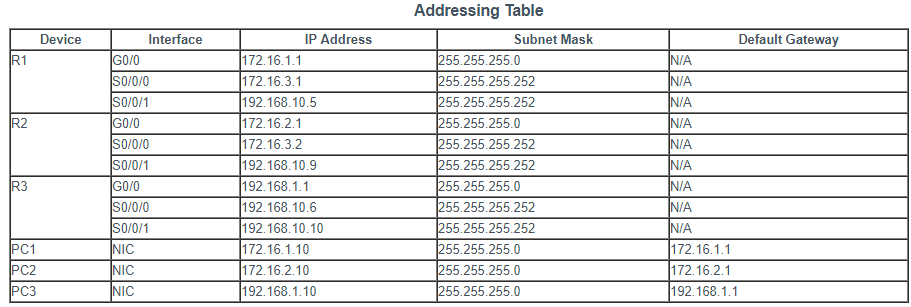 Addressing Table
Device Interface IP Address Subnet Mask Default Gateway
R1 G0/0 172.16.1.1 255.255.255.0 N/A
S0/0/0 172.16.3.1 255.255.255.252 N/A
S0/0/1 192.168.10.5 255.255.255.252 N/A
R2 G0/0 172.16.2.1 255.255.255.0 N/A
S0/0/0 172.16.3.2 255.255.255.252 N/A
S0/0/1 192.168.10.9 255.255.255.252 N/A
R3 G0/0 192.168.1.1 255.255.255.0 N/A
S0/0/0 192.168.10.6 255.255.255.252 N/A
S0/0/1 192.168.10.10 255.255.255.252 N/A
PC1 NIC 172.16.1.10 255.255.255.0 172.16.1.1
PC2 NIC 172.16.2.10 255.255.255.0 172.16.2.1
PC3 NIC 192.168.1.10 255.255.255.0 192.168.1.1